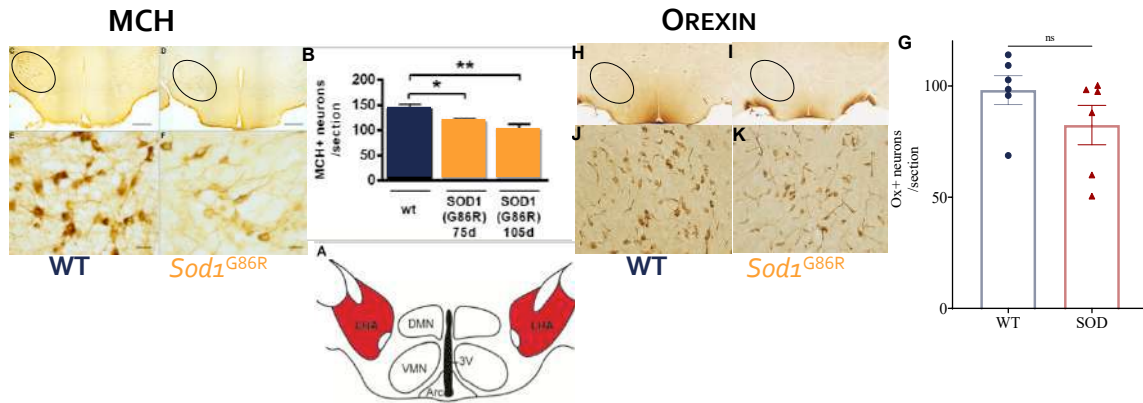 MCH
OREXIN
C
D
E
F
WT
Sod1G86R
B
**
*
200
150
100
50
0
MCH+ neurons
/section
wt
SOD1
(G86R)
75d
SOD1
(G86R)
105d
A
LHA
DMN
LHA
VMN
3V
Arc
H
I
J
K
WT
Sod1G86R
G
ns
100
50
0
Ox+ neurons
/section
WT
SOD